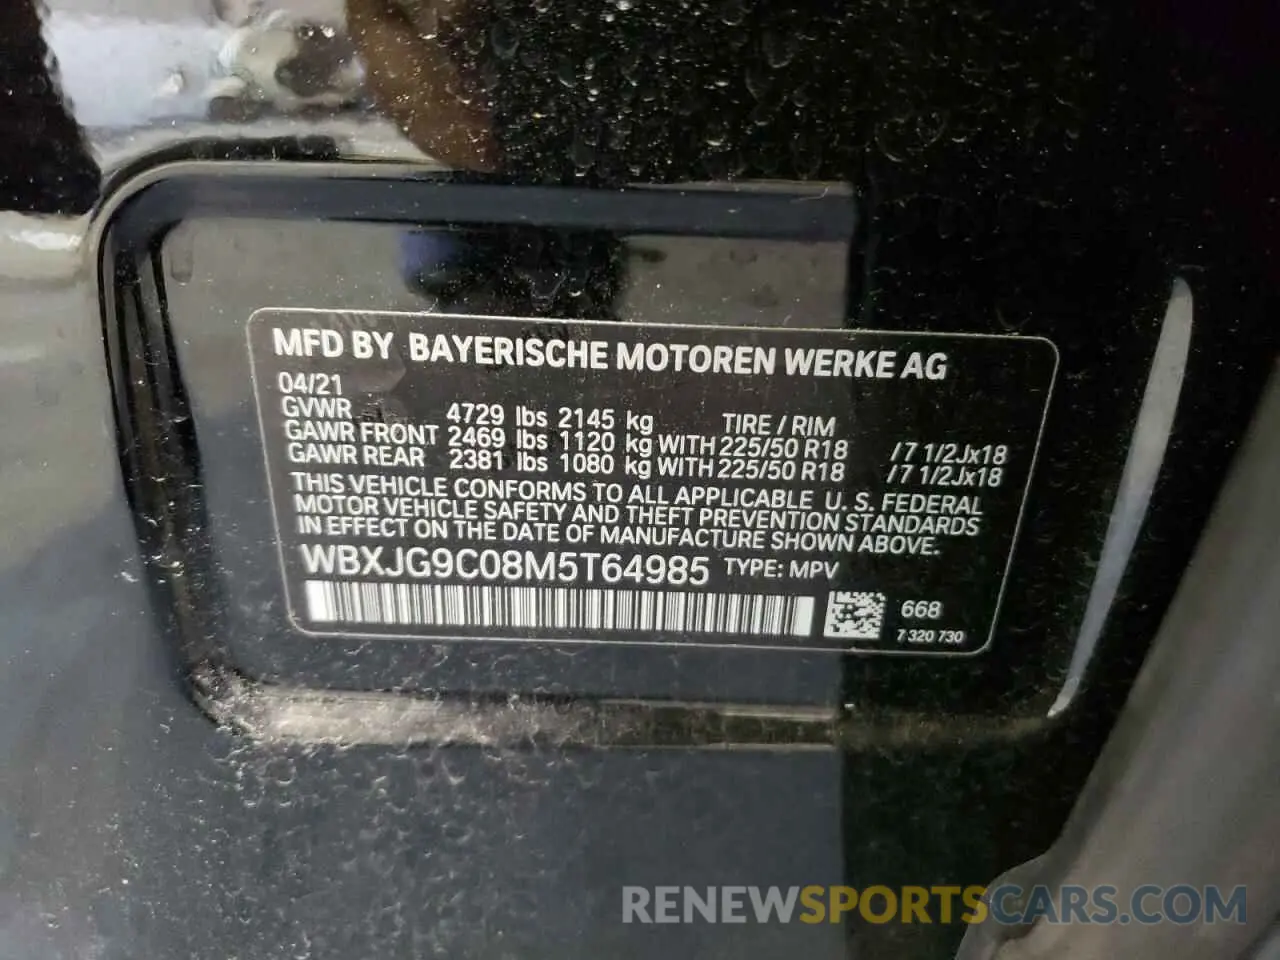 MFD BY BAYERISCHE MOTOREN WERKE AG
04/21
GVWR 4729 lbs 2145 kg TIRE / RIM
GAWR FRONT 2469 lbs 1120 kg WITH 225/50 R18 /7 1/2Jx18
GAWR REAR 2381 lbs 1080 kg WITH 225/50 R18 /7 1/2Jx18
THIS VEHICLE CONFORMS TO ALL APPLICABLE U. S. FEDERAL
MOTOR VEHICLE SAFETY AND THEFT PREVENTION STANDARDS
IN EFFECT ON THE DATE OF MANUFACTURE SHOWN ABOVE.
WBXJG9C08M5T64985 TYPE: MPV
668
7 320 730
RENEWSPORTSCARS.COM